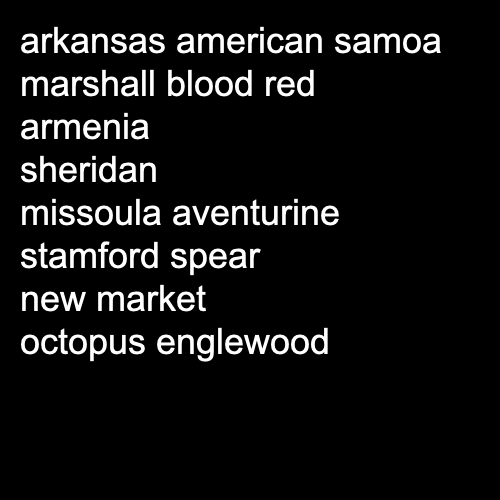 arkansas american samoa
marshall blood red
armenia
sheridan
missoula aventurine
stamford spear
new market
octopus englewood